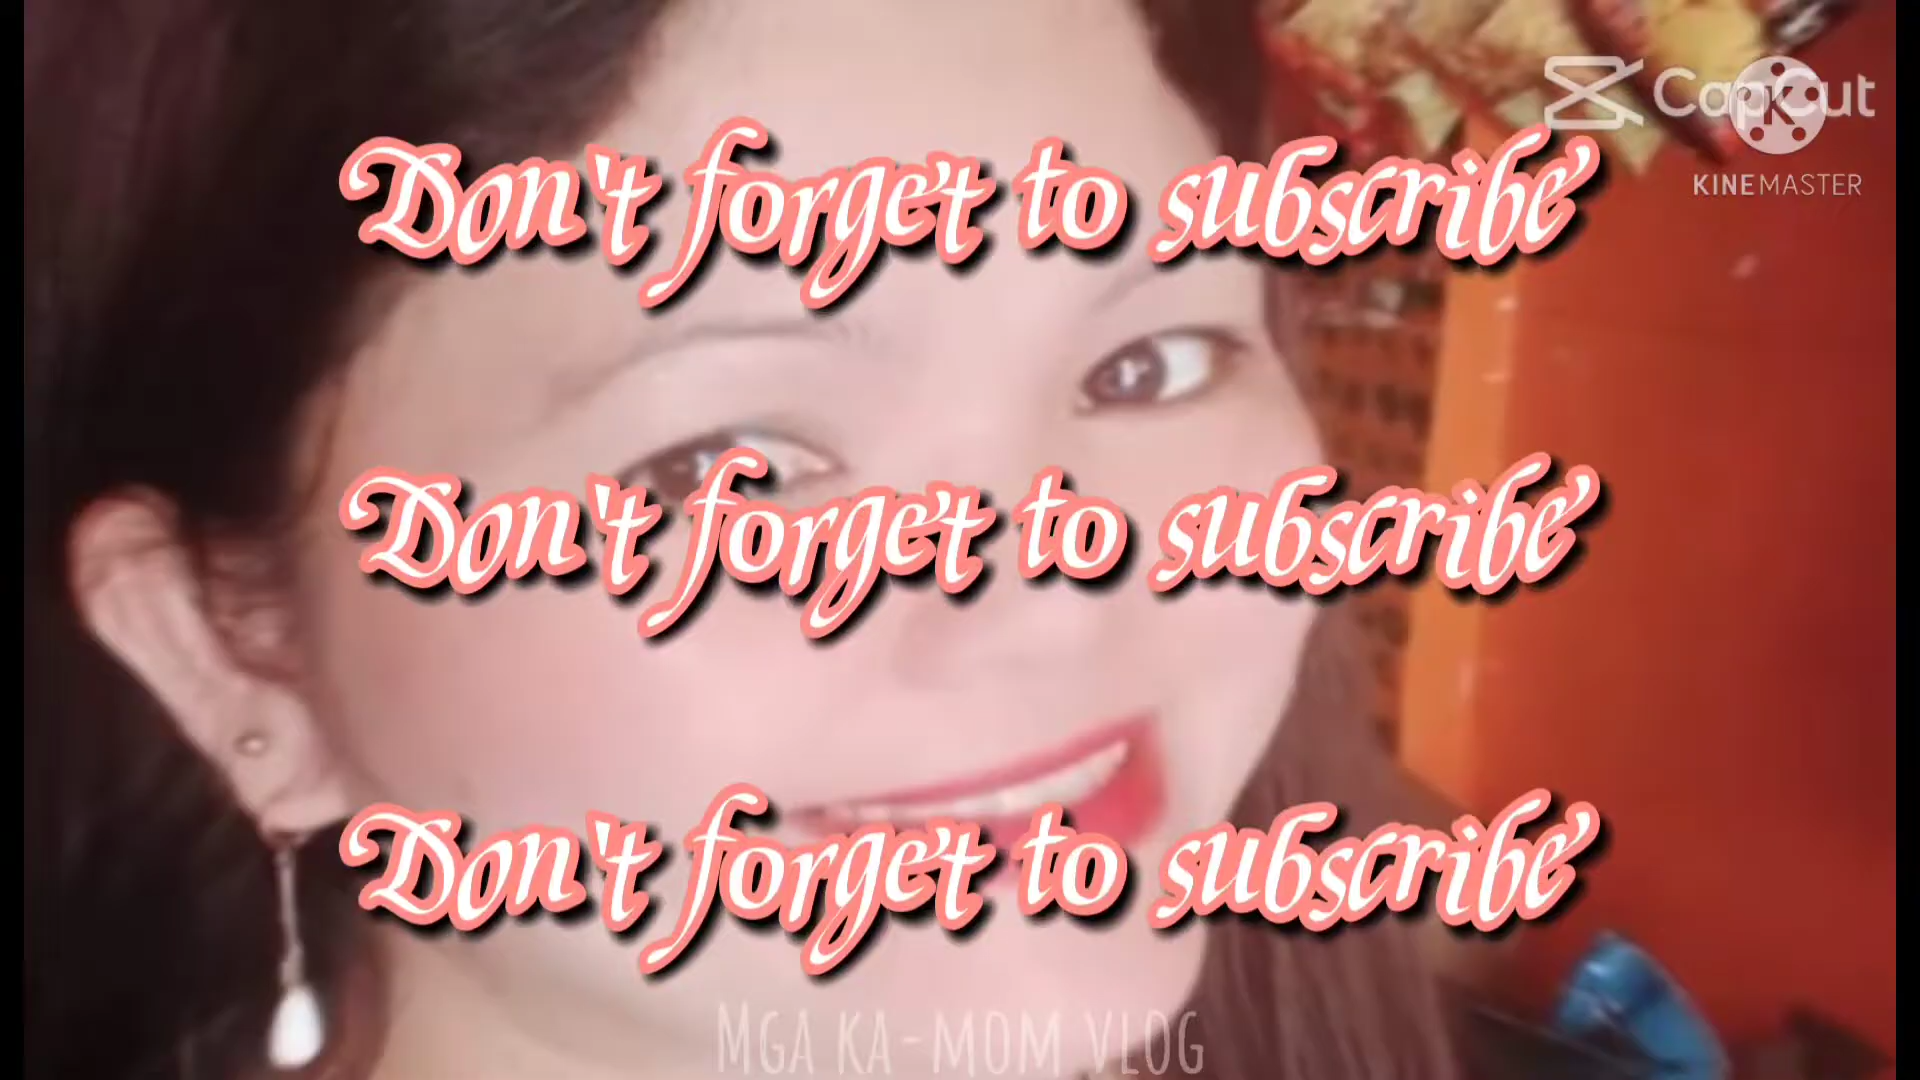 CapCut
KINEMASTER
Don't forget to subscribe
Don't forget to subscribe
Don't forget to subscribe
MGA KA-MOM VLOG